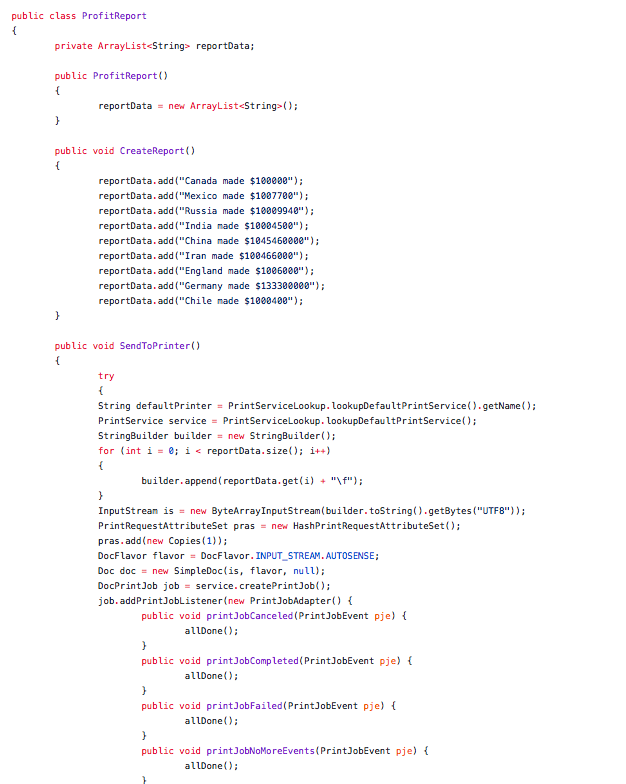 public class ProfitReport
{
private ArrayList<String> reportData;
public ProfitReport()
{
reportData = new ArrayList<String>();
}
public void CreateReport()
{
reportData.add("Canada made $100000");
reportData.add("Mexico made $1007700");
reportData.add("Russia made $10009940");
reportData.add("India made $10004500");
reportData.add("China made $1045460000");
reportData.add("Iran made $100466000");
reportData.add("England made $1006000");
reportData.add("Germany made $133300000");
reportData.add("Chile made $1000400");
}
public void SendToPrinter()
{
try
{
String defaultPrinter = PrintServiceLookup.lookupDefaultPrintService().getName();
PrintService service = PrintServiceLookup.lookupDefaultPrintService();
StringBuilder builder = new StringBuilder();
for (int i = 0; i < reportData.size(); i++)
{
builder.append(reportData.get(i) + "\f");
}
InputStream is = new ByteArrayInputStream(builder.toString().getBytes("UTF8"));
PrintRequestAttributeSet pras = new HashPrintRequestAttributeSet();
pras.add(new Copies(1));
DocFlavor flavor = DocFlavor.INPUT_STREAM.AUTOSENSE;
Doc doc = new SimpleDoc(is, flavor, null);
DocPrintJob job = service.createPrintJob();
job.addPrintJobListener(new PrintJobAdapter() {
public void printJobCanceled(PrintJobEvent pje) {
allDone();
}
public void printJobCompleted(PrintJobEvent pje) {
allDone();
}
public void printJobFailed(PrintJobEvent pje) {
allDone();
}
public void printJobNoMoreEvents(PrintJobEvent pje) {
allDone();
}